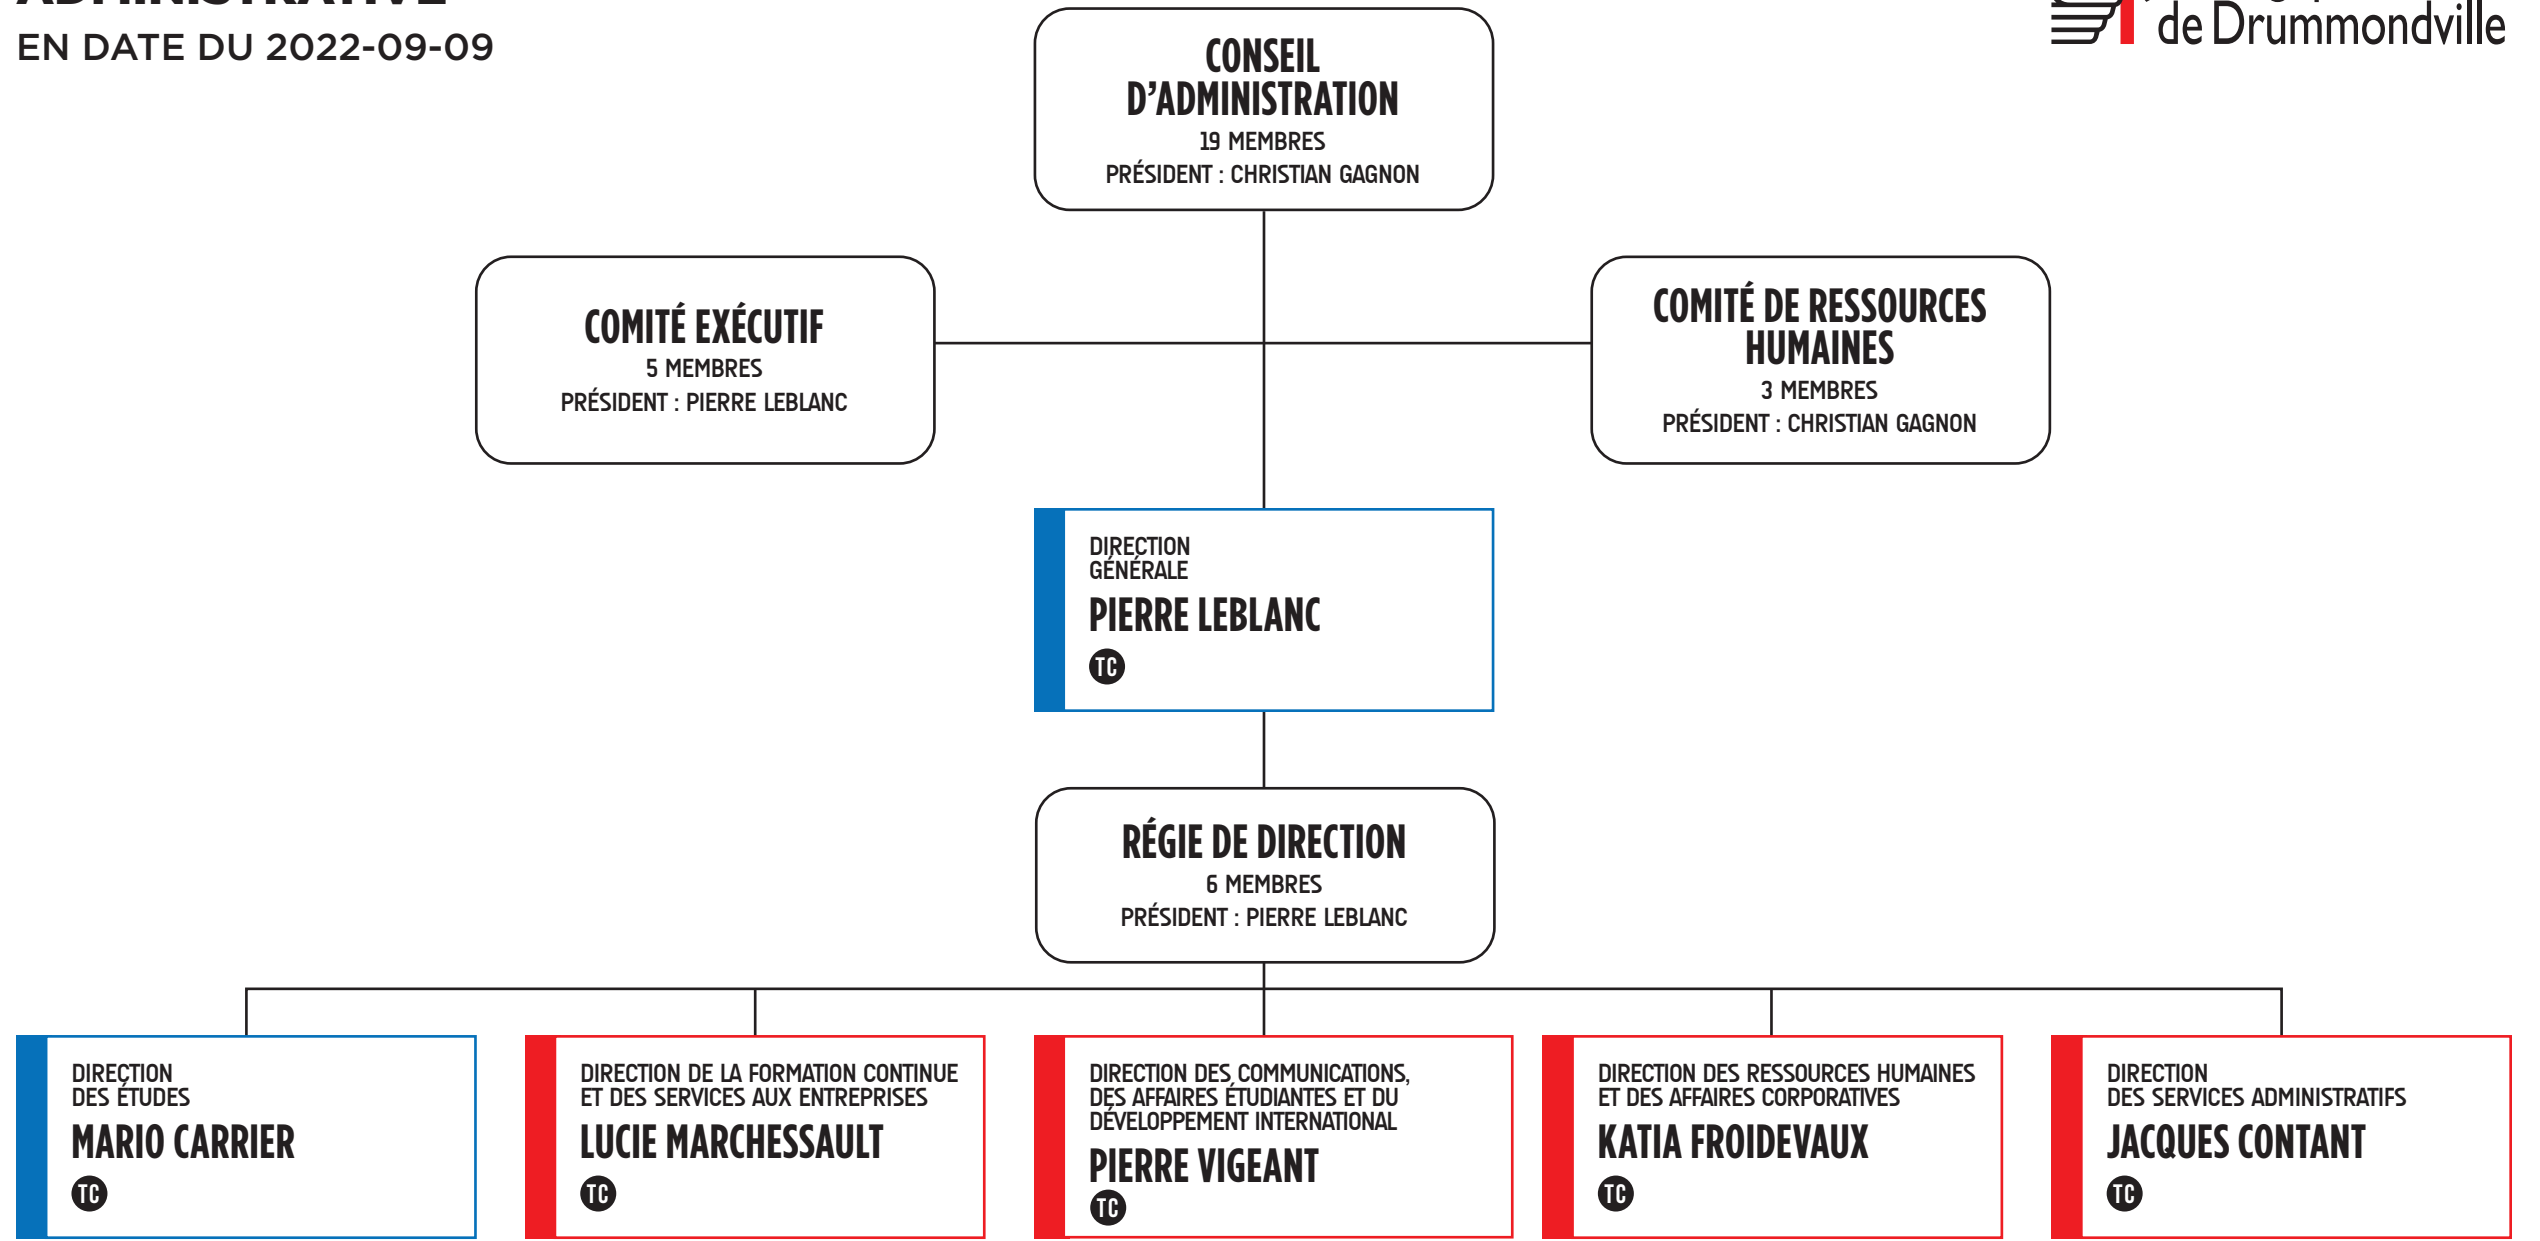 ADMINISTRATIVE
EN DATE DU 2022-09-09
de Drummondville
CONSEIL
D'ADMINISTRATION
19 MEMBRES
PRÉSIDENT : CHRISTIAN GAGNON
COMITÉ EXÉCUTIF
5 MEMBRES
PRÉSIDENT : PIERRE LEBLANC
COMITÉ DE RESSOURCES
HUMAINES
3 MEMBRES
PRÉSIDENT : CHRISTIAN GAGNON
DIRECTION
GÉNÉRALE
PIERRE LEBLANC
TC
RÉGIE DE DIRECTION
6 MEMBRES
PRÉSIDENT : PIERRE LEBLANC
DIRECTION
DES ÉTUDES
MARIO CARRIER
TC
DIRECTION DE LA FORMATION CONTINUE
ET DES SERVICES AUX ENTREPRISES
LUCIE MARCHESSAULT
TC
DIRECTION DES COMMUNICATIONS,
DES AFFAIRES ÉTUDIANTES ET DU
DÉVELOPPEMENT INTERNATIONAL
PIERRE VIGEANT
TC
DIRECTION DES RESSOURCES HUMAINES
ET DES AFFAIRES CORPORATIVES
KATIA FROIDEVAUX
TC
DIRECTION
DES SERVICES ADMINISTRATIFS
JACQUES CONTANT
TC